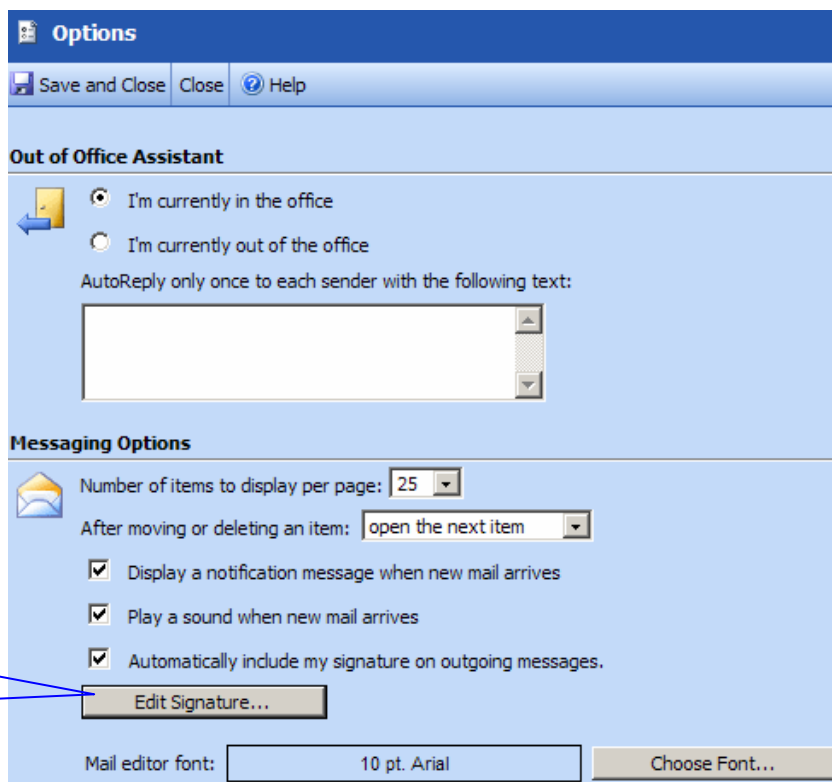 Options
Save and Close Close Help
Out of Office Assistant
I'm currently in the office
I'm currently out of the office
AutoReply only once to each sender with the following text:
Messaging Options
Number of items to display per page: 25
After moving or deleting an item: open the next item
Display a notification message when new mail arrives
Play a sound when new mail arrives
Automatically include my signature on outgoing messages.
Edit Signature...
Mail editor font: 10 pt. Arial Choose Font...